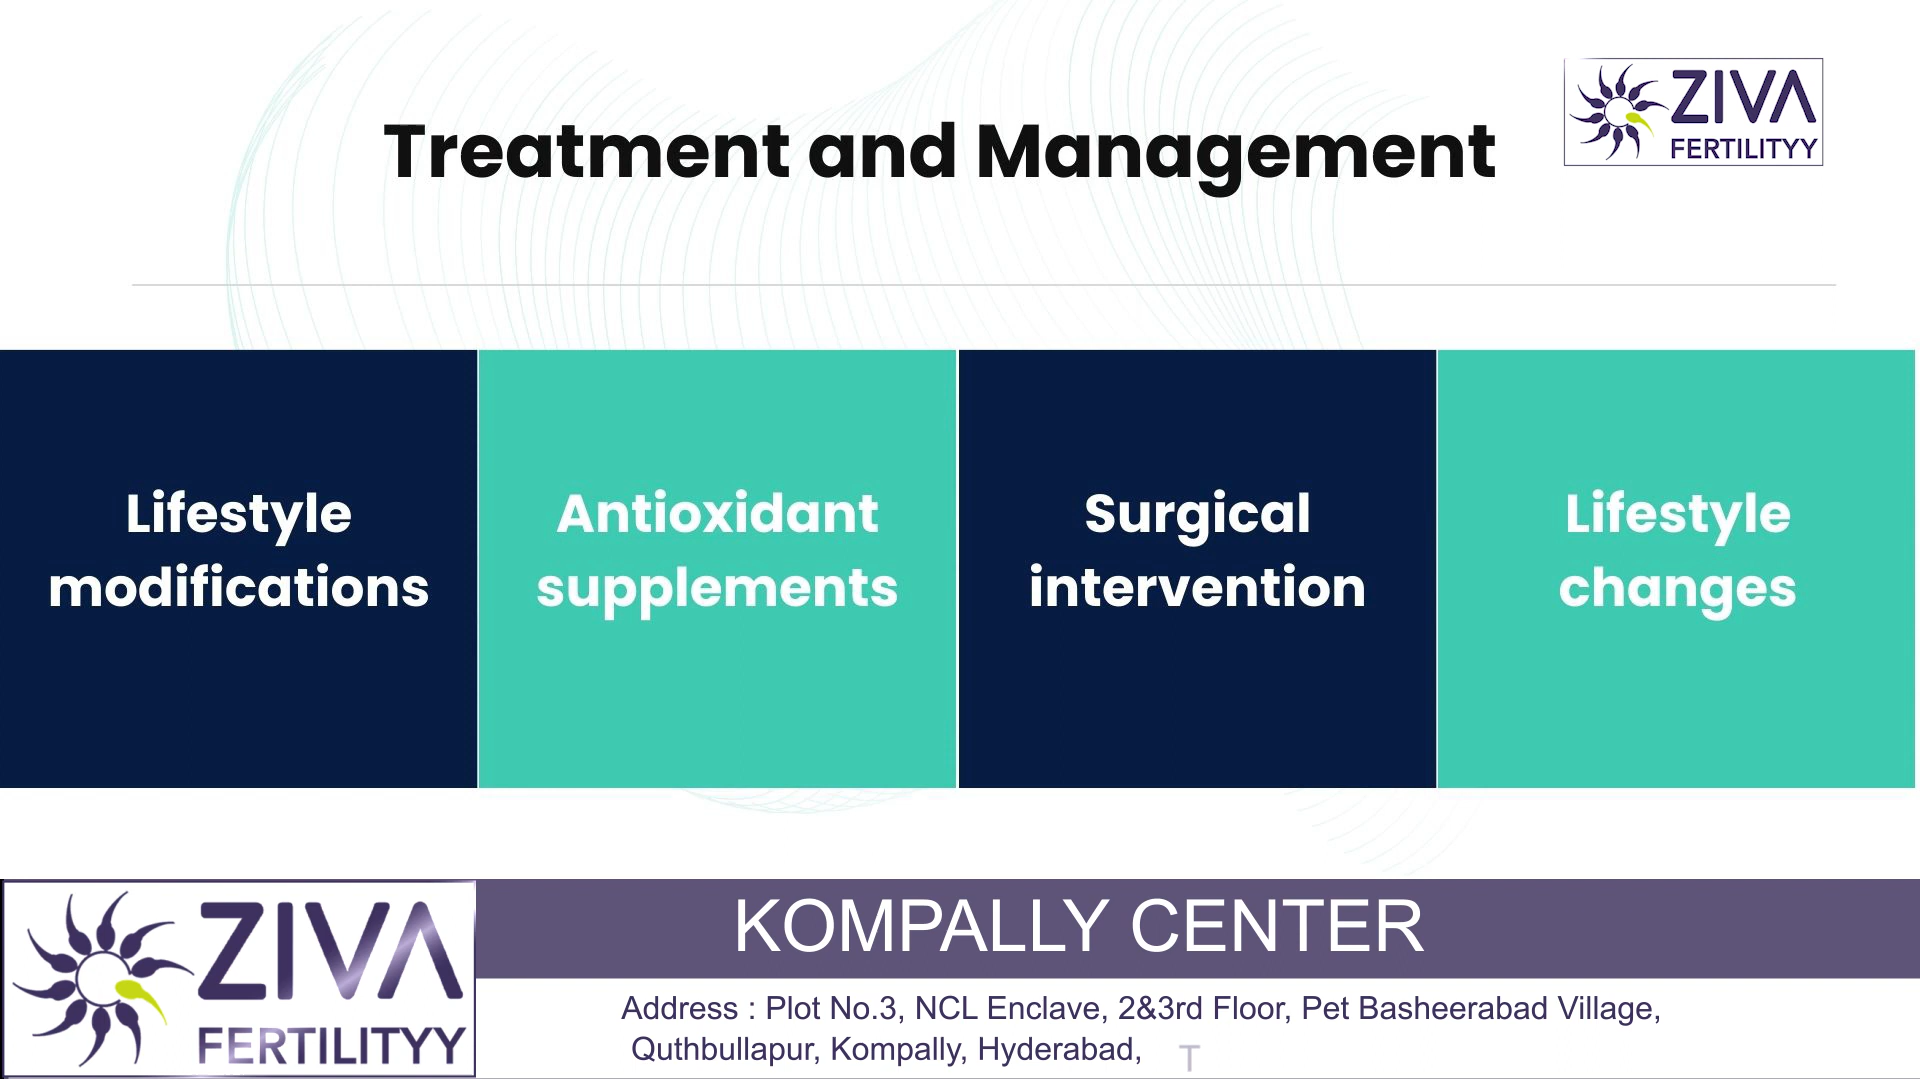 Treatment and Management
ZIVA
FERTILITYY
Lifestyle
modifications
Antioxidant
supplements
Surgical
intervention
Lifestyle
changes
ZIVA
FERTILITYY
KOMPALLY CENTER
Address : Plot No.3, NCL Enclave, 2&3rd Floor, Pet Basheerabad Village,
Quthbullapur, Kompally, Hyderabad, T